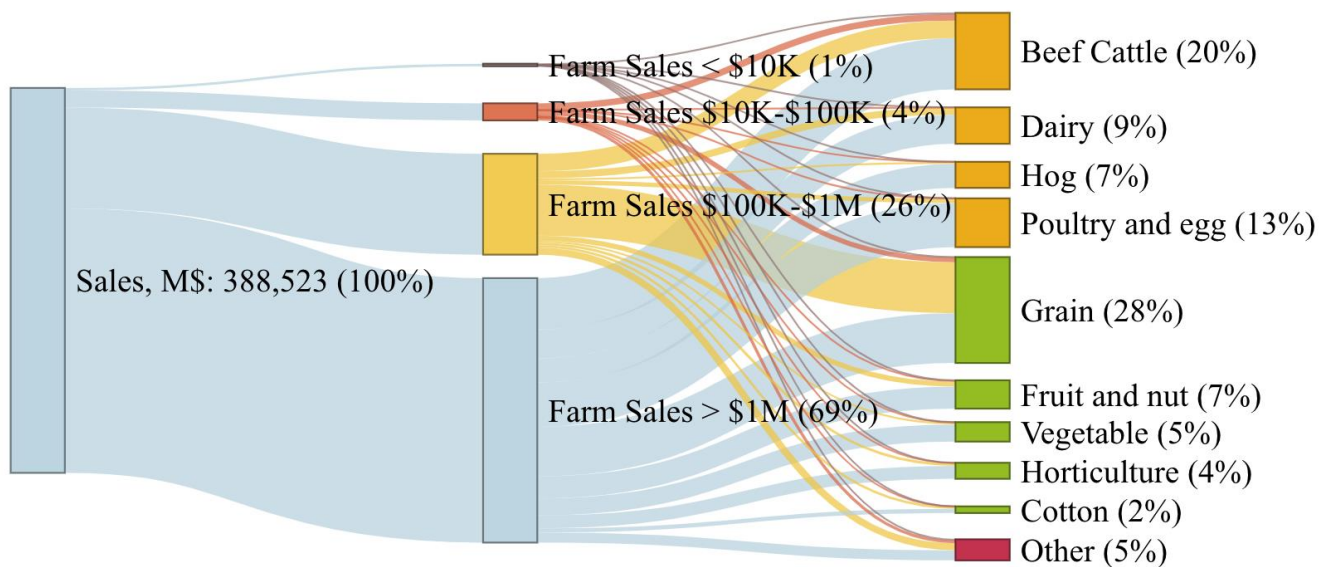 Sales, M$: 388,523 (100%)
Farm Sales < $10K (1%)
Farm Sales $10K-$100K (4%)
Farm Sales $100K-$1M (26%)
Farm Sales > $1M (69%)
Beef Cattle (20%)
Dairy (9%)
Hog (7%)
Poultry and egg (13%)
Grain (28%)
Fruit and nut (7%)
Vegetable (5%)
Horticulture (4%)
Cotton (2%)
Other (5%)